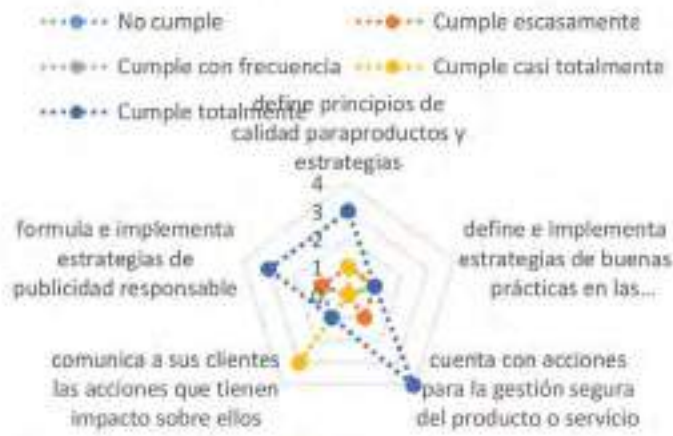 No cumple
Cumple escasamente
Cumple con frecuencia
Cumple casi totalmente
Cumple totalmente
define principios de
calidad paraproductos y
estrategias
4
3
2
1
0
define e implementa
estrategias de buenas
prácticas en las...
cuenta con acciones
para la gestión segura
del producto o servicio
comunica a sus clientes
las acciones que tienen
impacto sobre ellos
formula e implementa
estrategias de
publicidad responsable